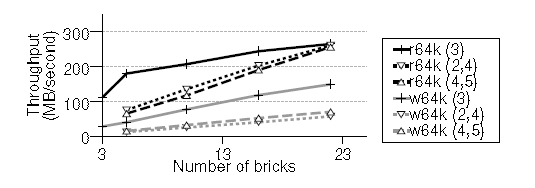 Throughput
(MB/second)
300
200
100
0
3
13
23
Number of bricks
r64k (3)
r64k (2,4)
r64k (4,5)
w64k (3)
w64k (2,4)
w64k (4,5)